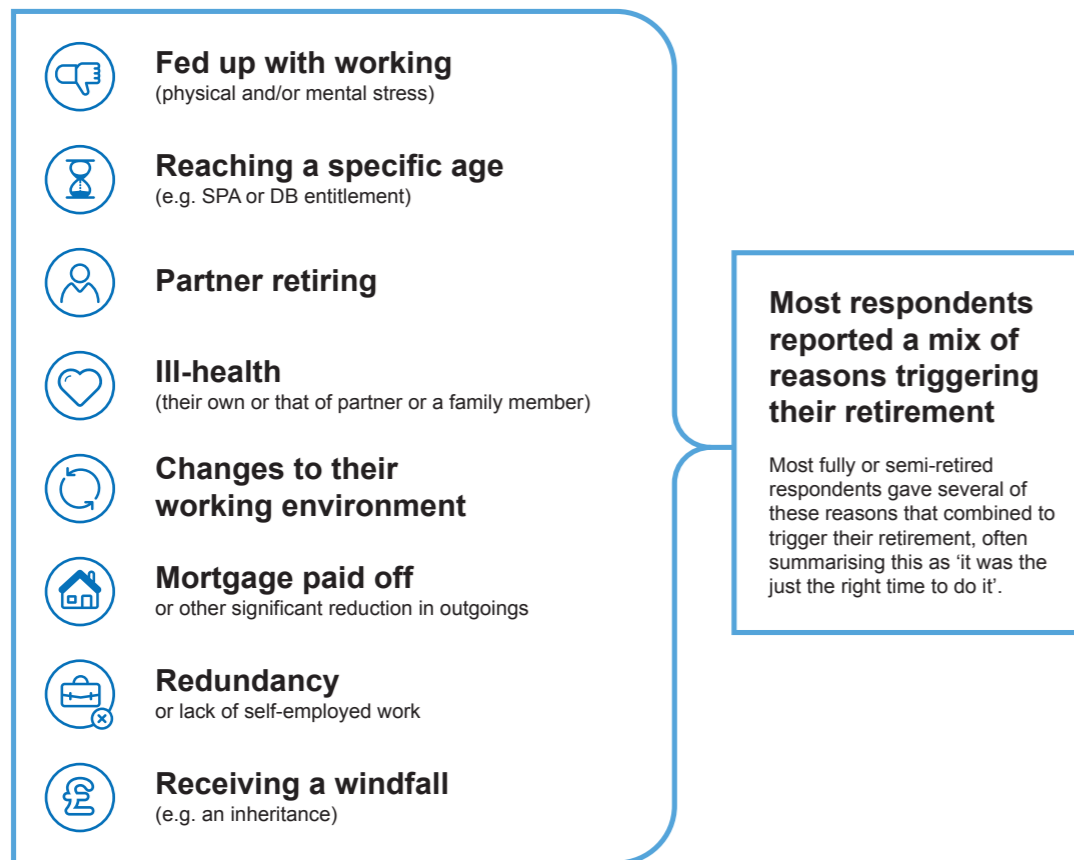 Fed up with working
(physical and/or mental stress)
Reaching a specific age
(e.g. SPA or DB entitlement)
Partner retiring
Ill-health
(their own or that of partner or a family member)
Changes to their
working environment
Mortgage paid off
or other significant reduction in outgoings
Redundancy
or lack of self-employed work
Receiving a windfall
(e.g. an inheritance)
Most respondents
reported a mix of
reasons triggering
their retirement
Most fully or semi-retired
respondents gave several of
these reasons that combined to
trigger their retirement, often
summarising this as ‘it was the
just the right time to do it’.